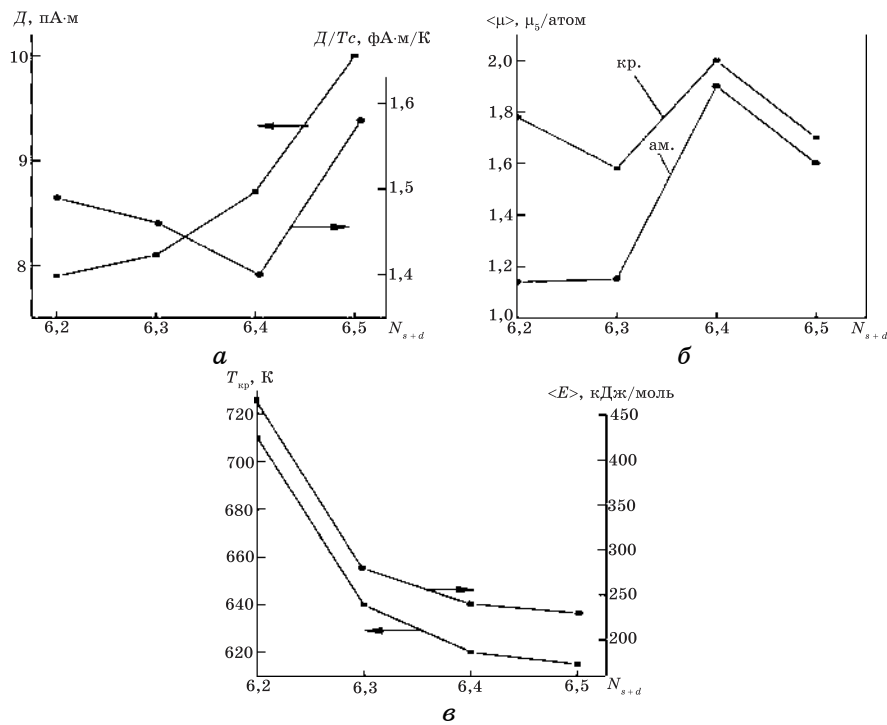 Д, пА·м
Д/Тс, фА·м/К
10
9
8
1,6
1,5
1,4
6,2 6,3 6,4 6,5 N s+d
а
<μ>, μ5/атом
2,0
1,8
1,6
1,4
1,2
1,0
кр.
ам.
6,2 6,3 6,4 6,5 N s+d
б
Tкр, К
<E>, кДж/моль
720
700
680
660
640
620
450
400
350
300
250
200
6,2 6,3 6,4 6,5 N s+d
в